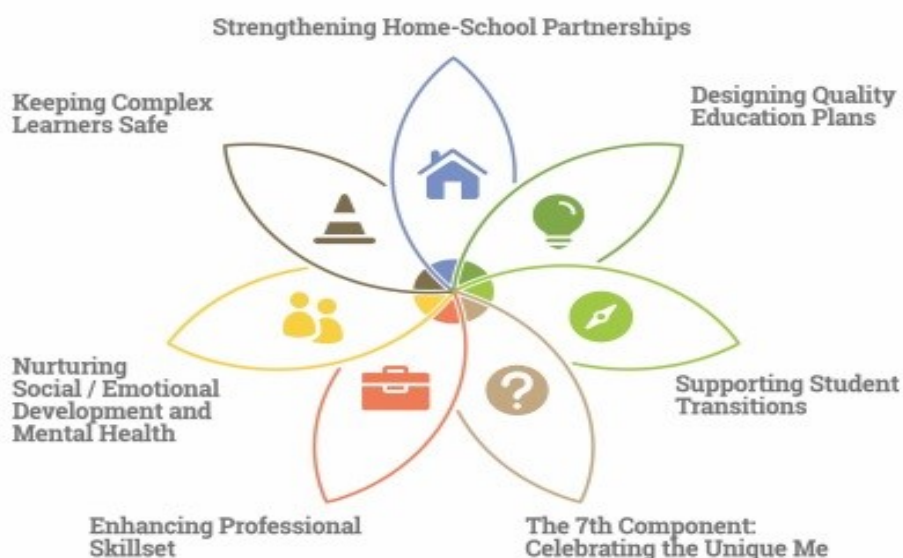 Strengthening Home-School Partnerships
Keeping Complex
Learners Safe
Designing Quality
Education Plans
Nurturing
Social / Emotional
Development and
Mental Health
Supporting Student
Transitions
Enhancing Professional
Skillset
The 7th Component:
Celebrating the Unique Me
?